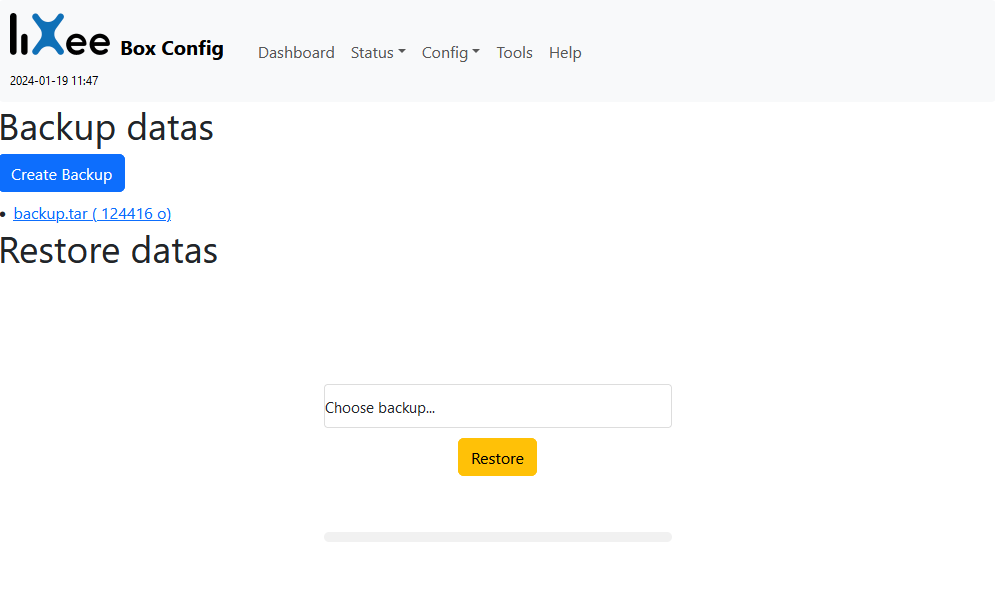 liXee Box Config Dashboard Status Config Tools Help
2024-01-19 11:47
Backup datas
Create Backup
• backup.tar ( 124416 o)
Restore datas
Choose backup...
Restore